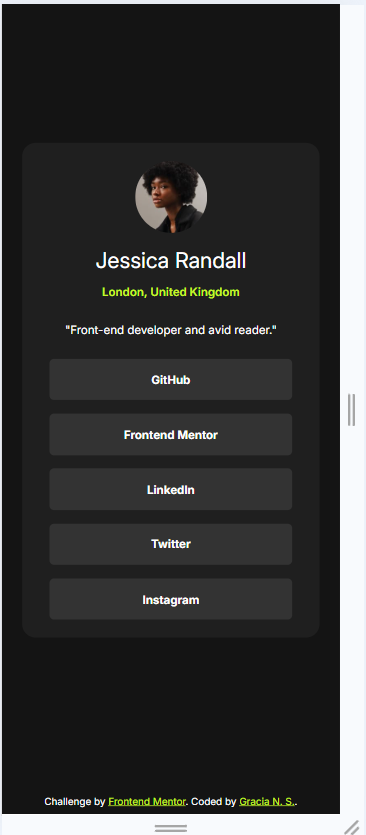 Jessica Randall
London, United Kingdom
"Front-end developer and avid reader."
GitHub
Frontend Mentor
LinkedIn
Twitter
Instagram
Challenge by Frontend Mentor. Coded by Gracia N. S..